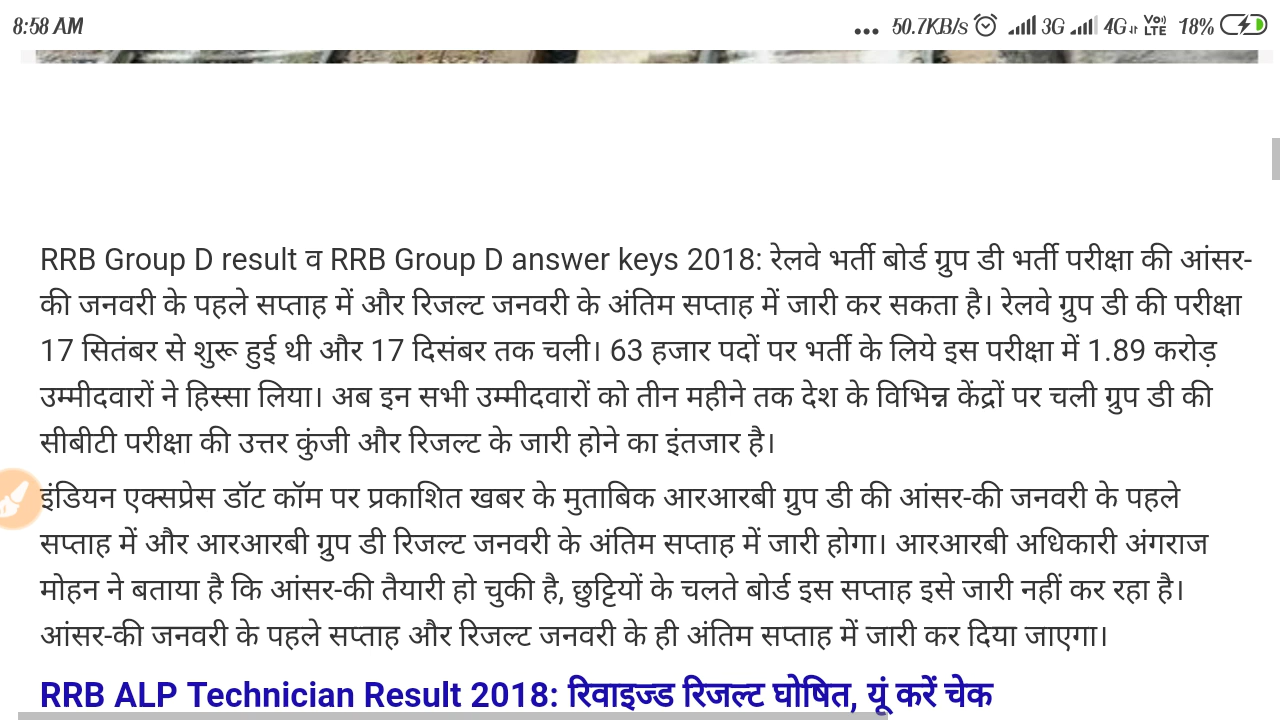 8:58 AM
... 50.7KB/s 3G 4G VoLTE 18%
RRB Group D result व RRB Group D answer keys 2018: रेलवे भर्ती बोर्ड ग्रुप डी भर्ती परीक्षा की आंसर-
की जनवरी के पहले सप्ताह में और रिजल्ट जनवरी के अंतिम सप्ताह में जारी कर सकता है। रेलवे ग्रुप डी की परीक्षा
17 सितंबर से शुरू हुई थी और 17 दिसंबर तक चली। 63 हजार पदों पर भर्ती के लिये इस परीक्षा में 1.89 करोड़
उम्मीदवारों ने हिस्सा लिया। अब इन सभी उम्मीदवारों को तीन महीने तक देश के विभिन्न केंद्रों पर चली ग्रुप डी की
सीबीटी परीक्षा की उत्तर कुंजी और रिजल्ट के जारी होने का इंतजार है।
इंडियन एक्सप्रेस डॉट कॉम पर प्रकाशित खबर के मुताबिक आरआरबी ग्रुप डी की आंसर-की जनवरी के पहले
सप्ताह में और आरआरबी ग्रुप डी रिजल्ट जनवरी के अंतिम सप्ताह में जारी होगा। आरआरबी अधिकारी अंगराज
मोहन ने बताया है कि आंसर-की तैयारी हो चुकी है, छुट्टियों के चलते बोर्ड इस सप्ताह इसे जारी नहीं कर रहा है।
आंसर-की जनवरी के पहले सप्ताह और रिजल्ट जनवरी के ही अंतिम सप्ताह में जारी कर दिया जाएगा।
RRB ALP Technician Result 2018: रिवाइज्ड रिजल्ट घोषित, यूं करें चेक